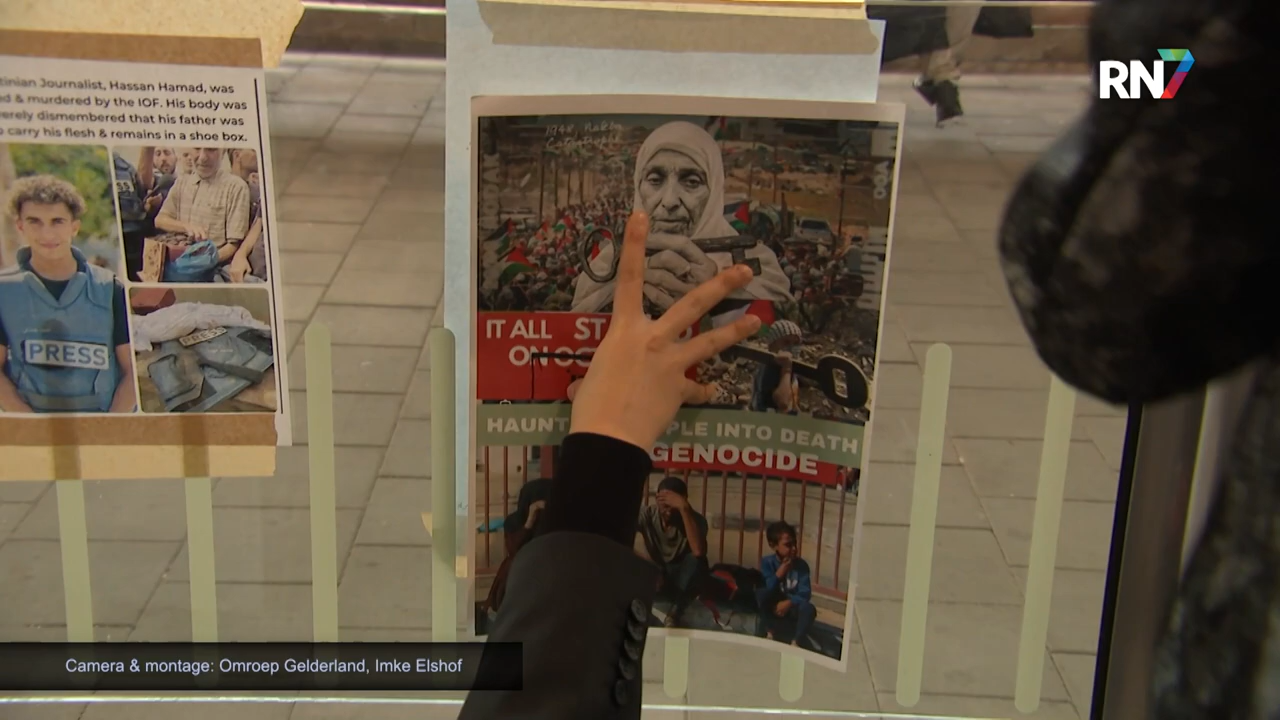 RN7
tinian Journalist, Hassan Hamad, was
d & murdered by the IOF. His body was
erely dismembered that his father was
carry his flesh & remains in a shoe box.
PRESS
PRESS
1948
IT ALL ST
ON
HAUNT PLE INTO DEATH
GENOCIDE
Camera & montage: Omroep Gelderland, Imke Elshof